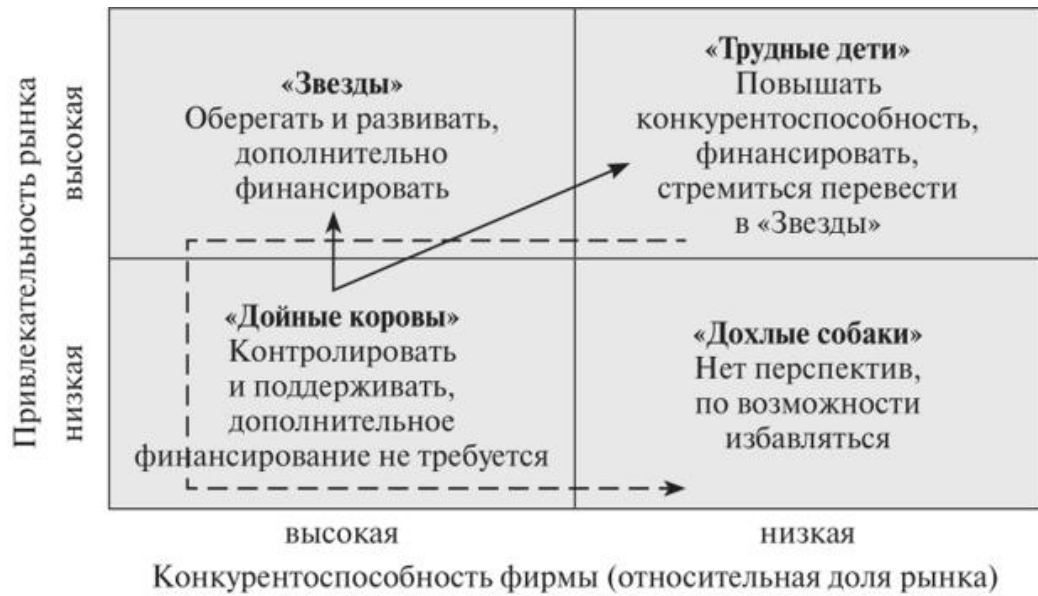 Привлекательность рынка
высокая
низкая
«Звезды»
Оберегать и развивать,
дополнительно
финансировать
«Трудные дети»
Повышать
конкурентоспособность,
финансировать,
стремиться перевести
в «Звезды»
«Дойные коровы»
Контролировать
и поддерживать,
дополнительное
финансирование не требуется
«Дохлые собаки»
Нет перспектив,
по возможности
избавляться
высокая
низкая
Конкурентоспособность фирмы (относительная доля рынка)